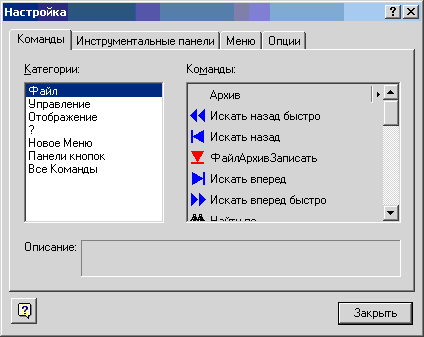 Настройка
Команды Инструментальные панели Меню Опции
Категории:
Файл
Управление
Отображение
?
Новое Меню
Панели кнопок
Все Команды
Команды:
Архив
Искать назад быстро
Искать назад
ФайлАрхивЗаписать
Искать вперед
Искать вперед быстро
Найти по
Описание:
Закрыть